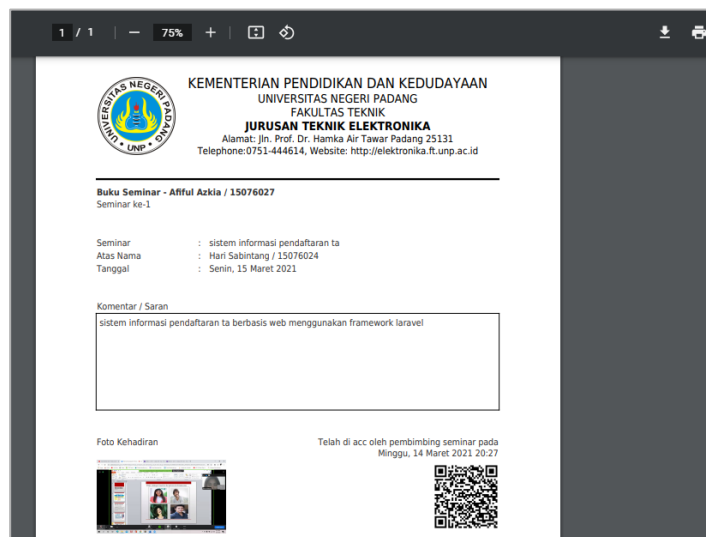 1 / 1 | − 75% + |
KEMENTERIAN PENDIDIKAN DAN KEDUDAYAAN
UNIVERSITAS NEGERI PADANG
FAKULTAS TEKNIK
JURUSAN TEKNIK ELEKTRONIKA
Alamat: Jln. Prof. Dr. Hamka Air Tawar Padang 25131
Telephone:0751-444614, Website: http://elektronika.ft.unp.ac.id
UNIVERSITAS NEGERI PADANG
• UNP •
Buku Seminar - Afiful Azkia / 15076027
Seminar ke-1
Seminar : sistem informasi pendaftaran ta
Atas Nama : Hari Sabintang / 15076024
Tanggal : Senin, 15 Maret 2021
Komentar / Saran
sistem informasi pendaftaran ta berbasis web menggunakan framework laravel
Foto Kehadiran
Telah di acc oleh pembimbing seminar pada
Minggu, 14 Maret 2021 20:27